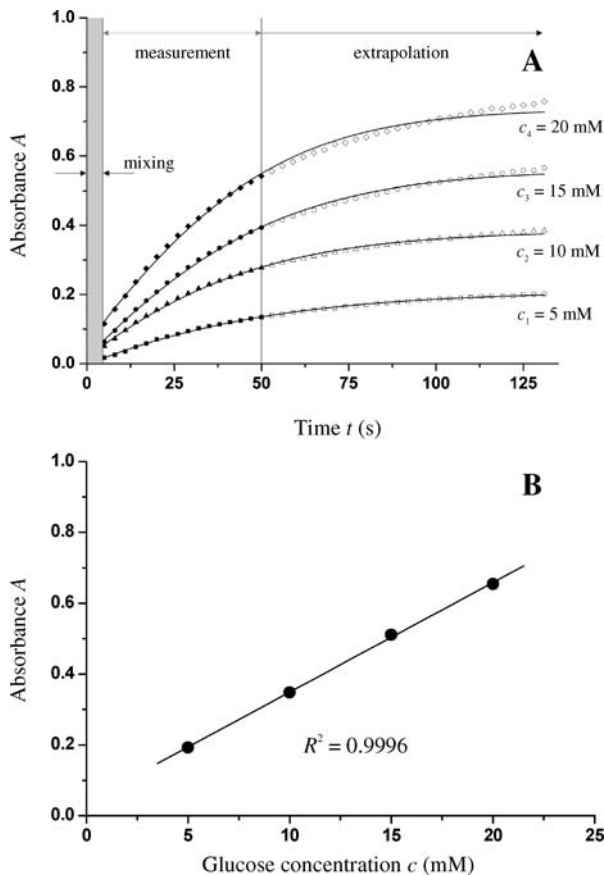 1.0
measurement
extrapolation
A
0.8
c₄ = 20 mM
0.6
mixing
c₃ = 15 mM
0.4
c₂ = 10 mM
0.2
c₁ = 5 mM
0.0
0 25 50 75 100 125
Absorbance A
Time t (s)
1.0
B
0.8
0.6
0.4
0.2
R² = 0.9996
0.0
0 5 10 15 20
Absorbance A
Glucose concentration c (mM)